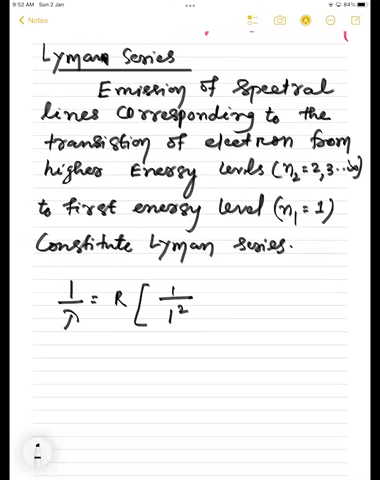 9:52 AM Sun 2 Jan
84%
Notes
Lyman Series
Emission of Spectral
lines corresponding to the
transistion of electron from
higher Energy levels (n₂ = 2, 3 ... ∞)
to first energy level (n₁ = 1)
Constitute Lyman series.
1/λ = R [ 1/1²